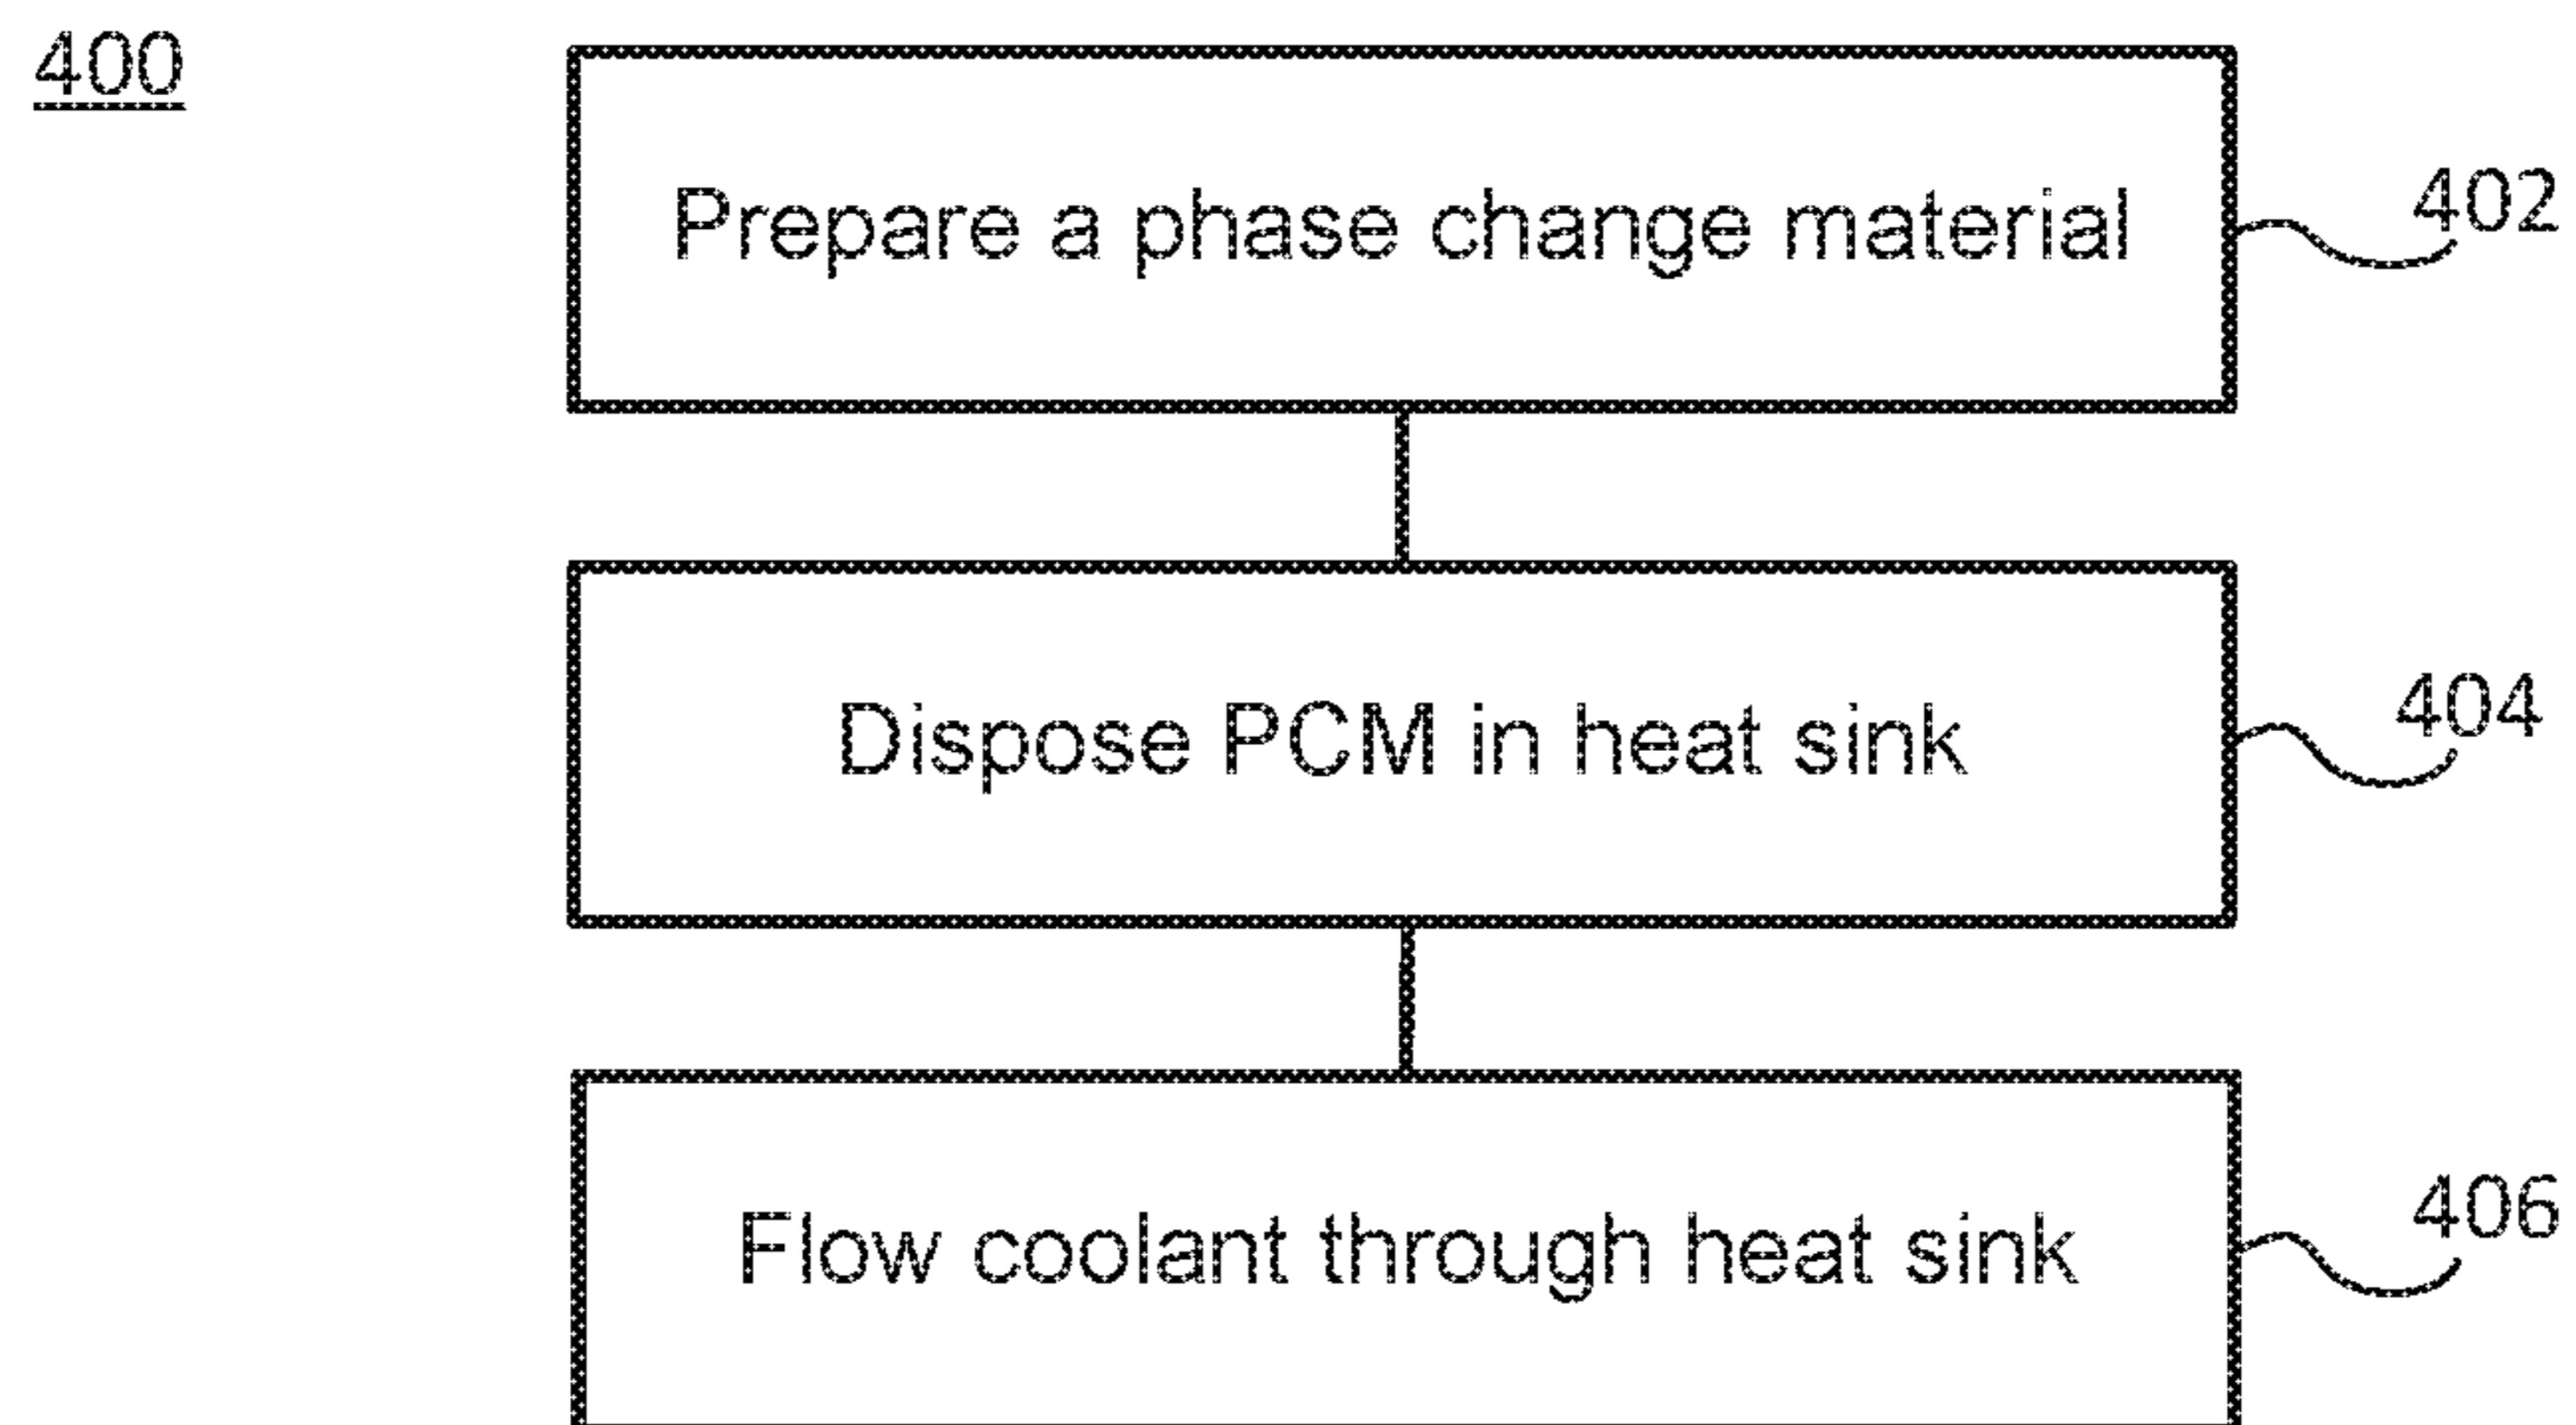 400
Prepare a phase change material
402
Dispose PCM in heat sink
404
Flow coolant through heat sink
406